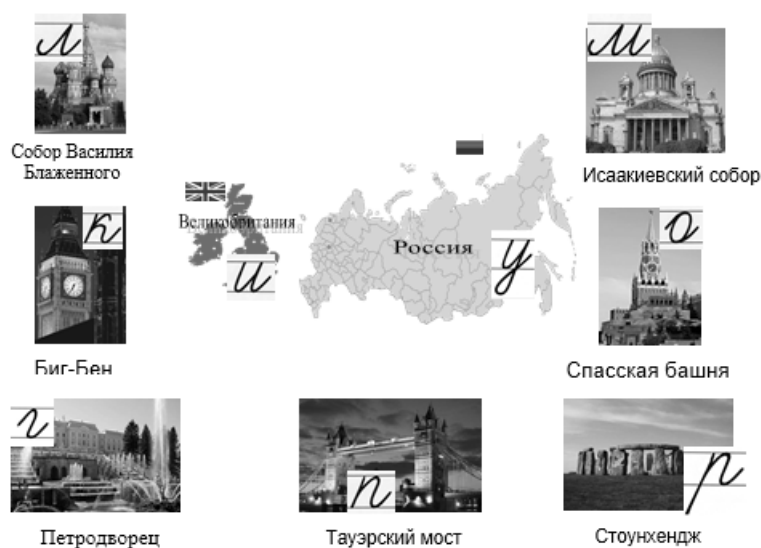 л
м
Собор Василия
Блаженного
Исаакиевский собор
Великобритания
Россия
к
о
и
у
Биг-Бен
Спасская башня
г
п
р
Петродворец
Тауэрский мост
Стоунхендж